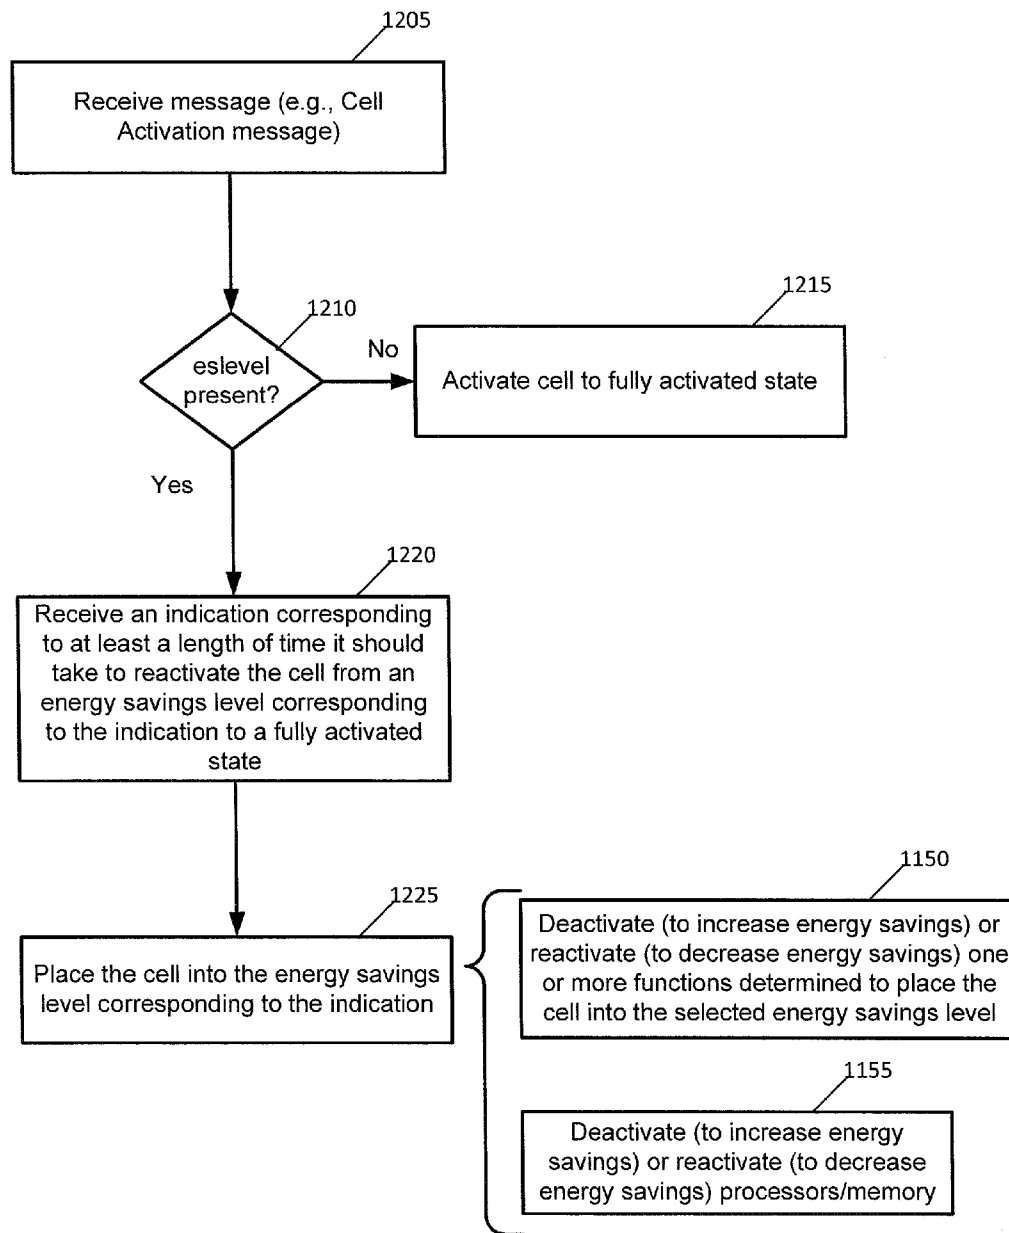 1205
Receive message (e.g., Cell
Activation message)
1210
eslevel
present?
No
1215
Activate cell to fully activated state
Yes
1220
Receive an indication corresponding
to at least a length of time it should
take to reactivate the cell from an
energy savings level corresponding
to the indication to a fully activated
state
1225
Place the cell into the energy savings
level corresponding to the indication
1150
Deactivate (to increase energy savings) or
reactivate (to decrease energy savings) one
or more functions determined to place the
cell into the selected energy savings level
1155
Deactivate (to increase energy
savings) or reactivate (to decrease
energy savings) processors/memory